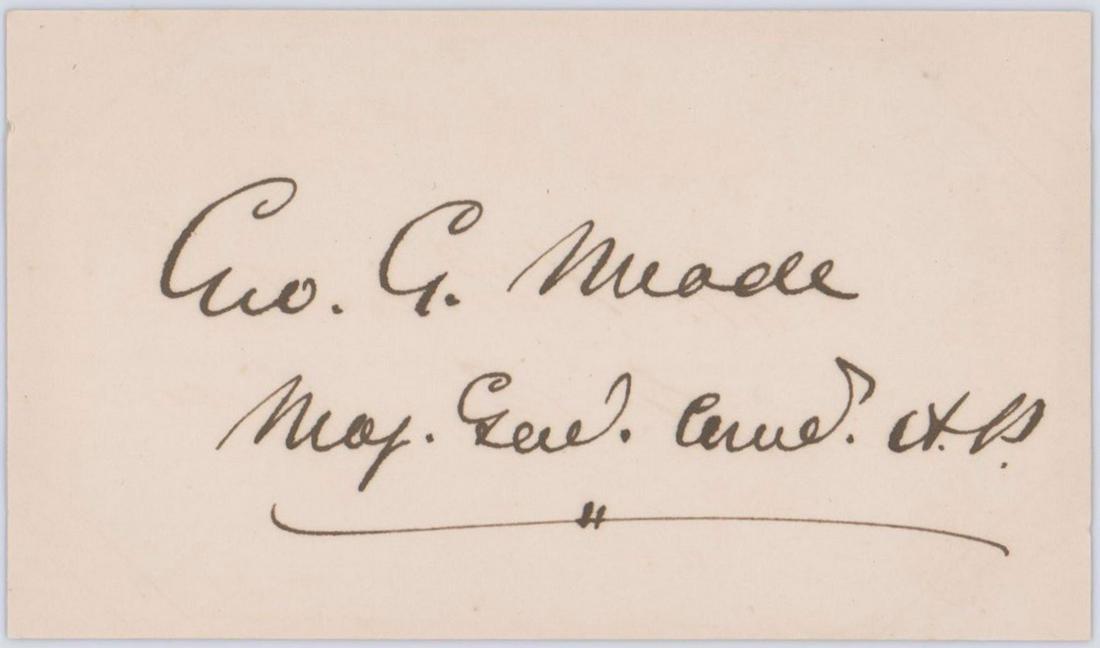 Geo. G. Meade
Maj. Genl. Comd. A.P.